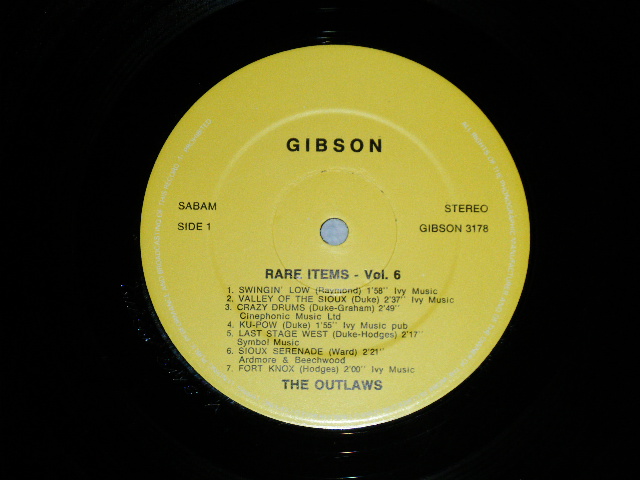 GIBSON
SABAM
STEREO
SIDE 1
GIBSON 3178
RARE ITEMS - Vol. 6
1. SWINGIN' LOW (Raymond) 1'58'' Ivy Music
2. VALLEY OF THE SIOUX (Duke) 2'37'' Ivy Music
3. CRAZY DRUMS (Duke-Graham) 2'49''
Cinephonic Music Ltd
4. KU-POW (Duke) 1'55'' Ivy Music pub
5. LAST STAGE WEST (Duke-Hodges) 2'17''
Symbol Music
6. SIOUX SERENADE (Ward) 2'21''
Ardmore & Beechwood
7. FORT KNOX (Hodges) 2'00'' Ivy Music
THE OUTLAWS